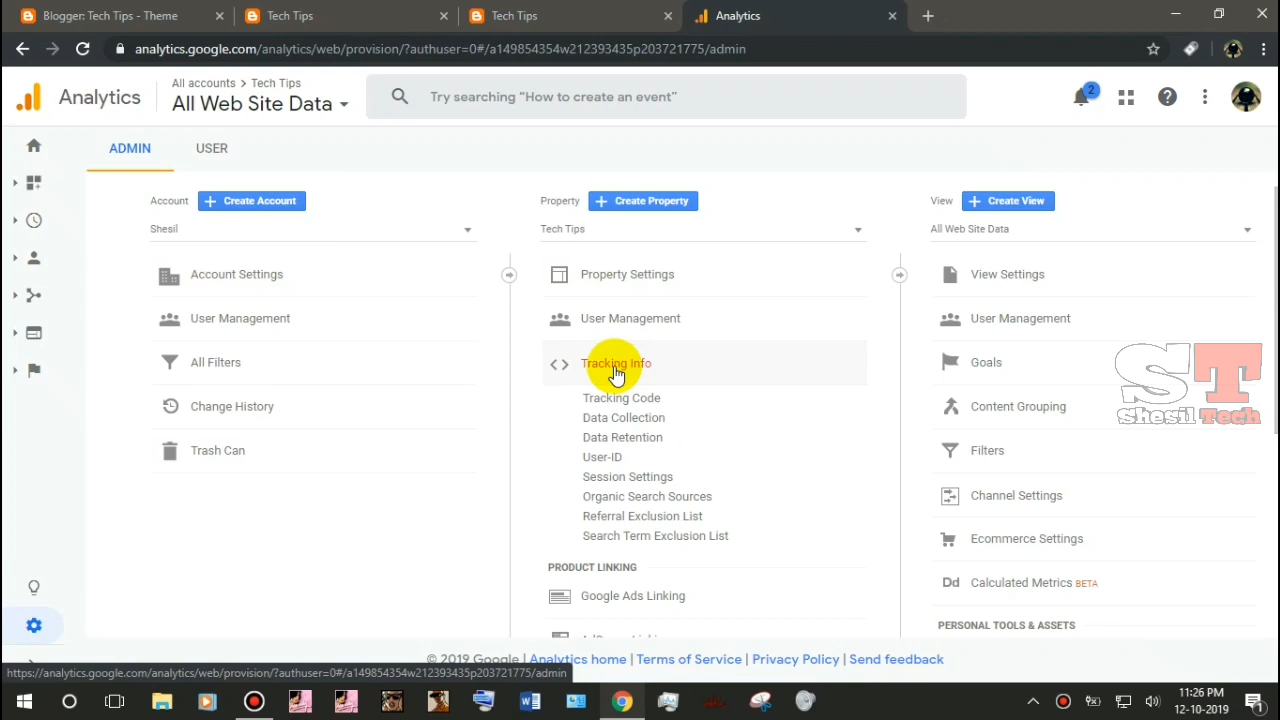 Blogger: Tech Tips - Theme
Tech Tips
Tech Tips
Analytics
analytics.google.com/analytics/web/provision/?authuser=0#/a149854354w212393435p203721775/admin
Analytics
All accounts > Tech Tips
All Web Site Data
Try searching “How to create an event”
2
ADMIN
USER
Account
Create Account
Shesil
Account Settings
User Management
All Filters
Change History
Trash Can
Property
Create Property
Tech Tips
Property Settings
User Management
Tracking Info
Tracking Code
Data Collection
Data Retention
User-ID
Session Settings
Organic Search Sources
Referral Exclusion List
Search Term Exclusion List
PRODUCT LINKING
Google Ads Linking
View
Create View
All Web Site Data
View Settings
User Management
Goals
Content Grouping
Filters
Channel Settings
Ecommerce Settings
Dd Calculated Metrics BETA
PERSONAL TOOLS & ASSETS
ST
Shesil Tech
© 2019 Google | Analytics home | Terms of Service | Privacy Policy | Send feedback
https://analytics.google.com/analytics/web/provision/?authuser=0#/a149854354w212393435p203721775/admin
11:26 PM
12-10-2019
1